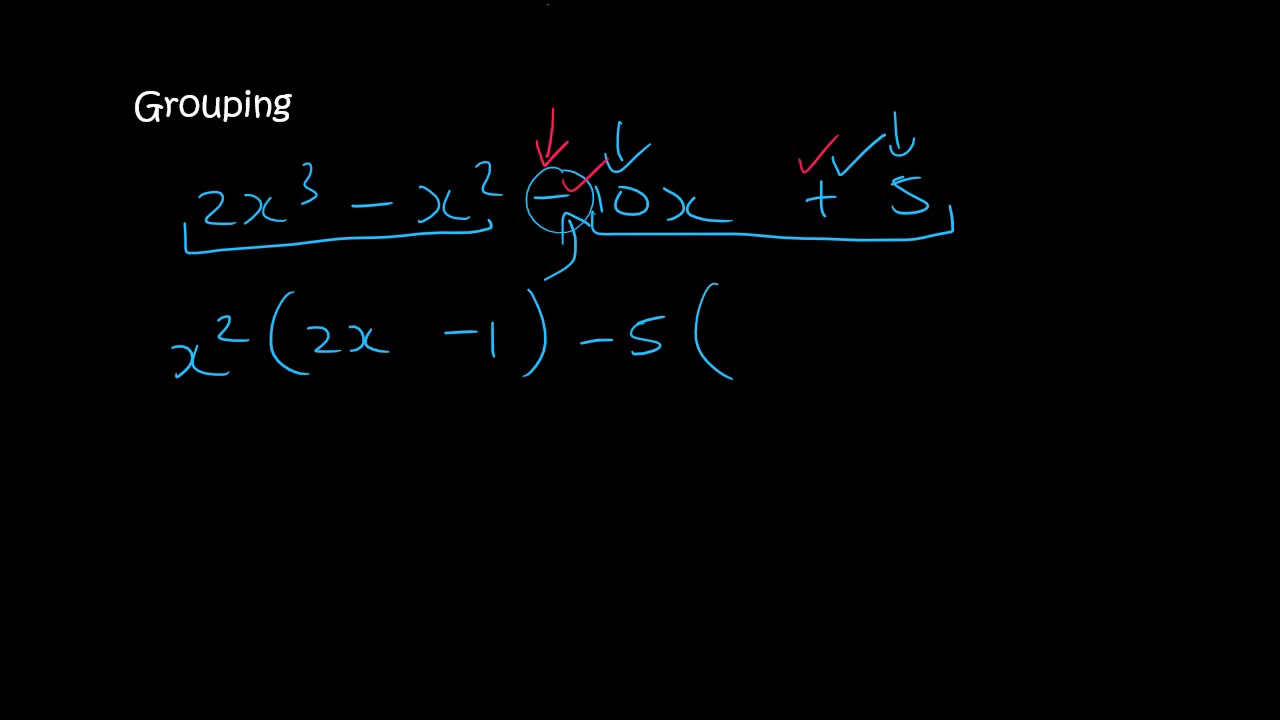 Grouping
2x³ - x² - 10x + 5
x² (2x - 1) - 5 (